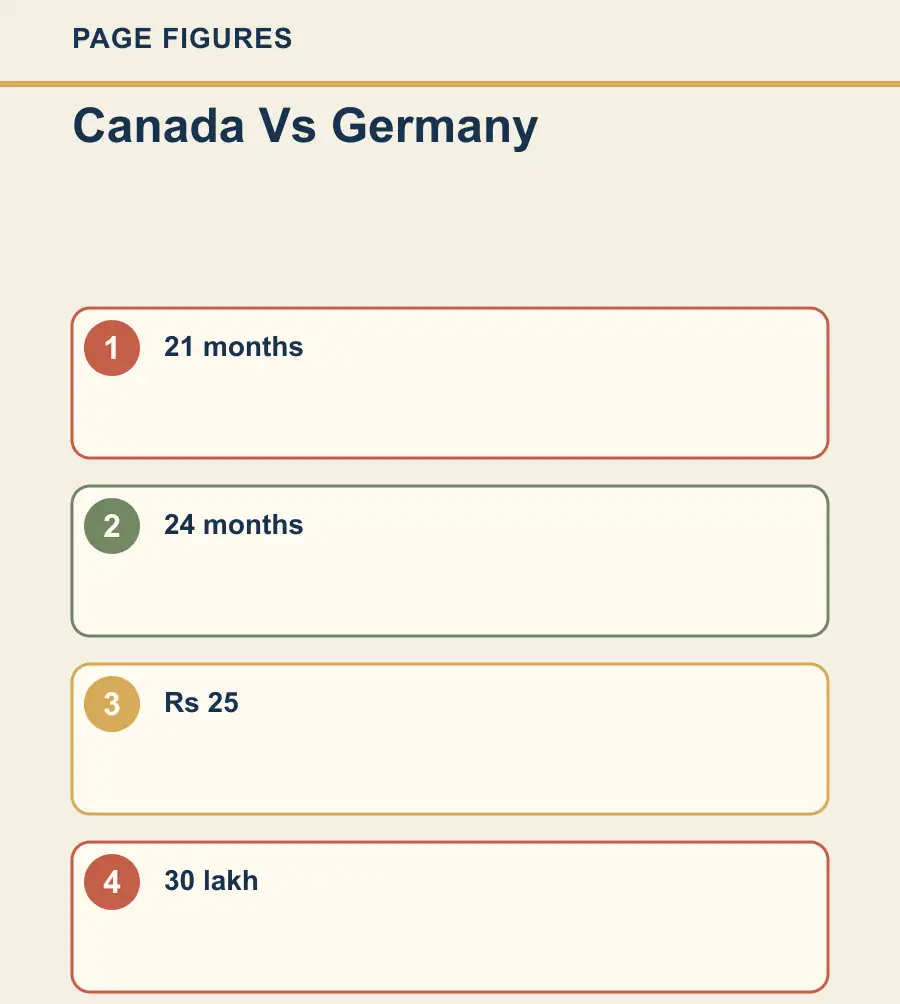 PAGE FIGURES
Canada Vs Germany
1 21 months
2 24 months
3 Rs 25
4 30 lakh